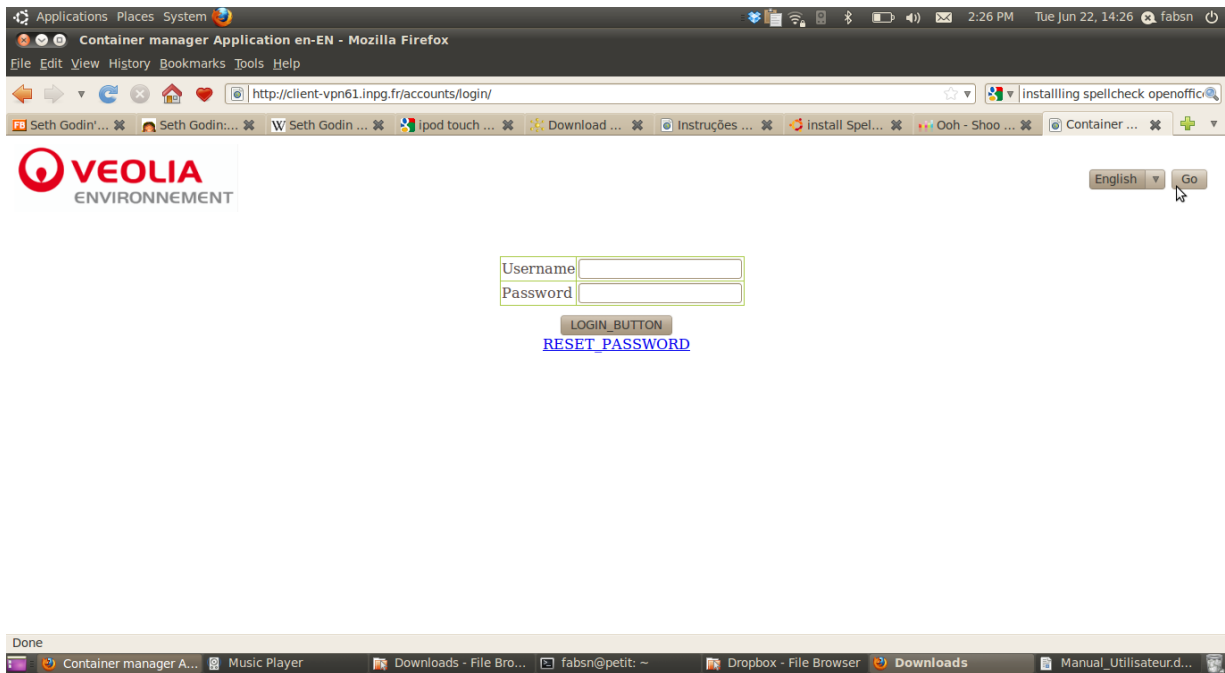 Applications Places System 2:26 PM Tue Jun 22, 14:26 fabsn
Container manager Application en-EN - Mozilla Firefox
File Edit View History Bookmarks Tools Help
http://client-vpn61.inpg.fr/accounts/login/ installling spellcheck openoffic
Seth Godin'... Seth Godin:... W Seth Godin ... ipod touch ... Download ... Instruções ... install Spel... Ooh - Shoo ... Container ...
VEOLIA
ENVIRONNEMENT
English Go
Username
Password
LOGIN_BUTTON
RESET_PASSWORD
Done
Container manager A... Music Player Downloads - File Bro... fabsn@petit: ~ Dropbox - File Browser Downloads Manual_Utilisateur.d...